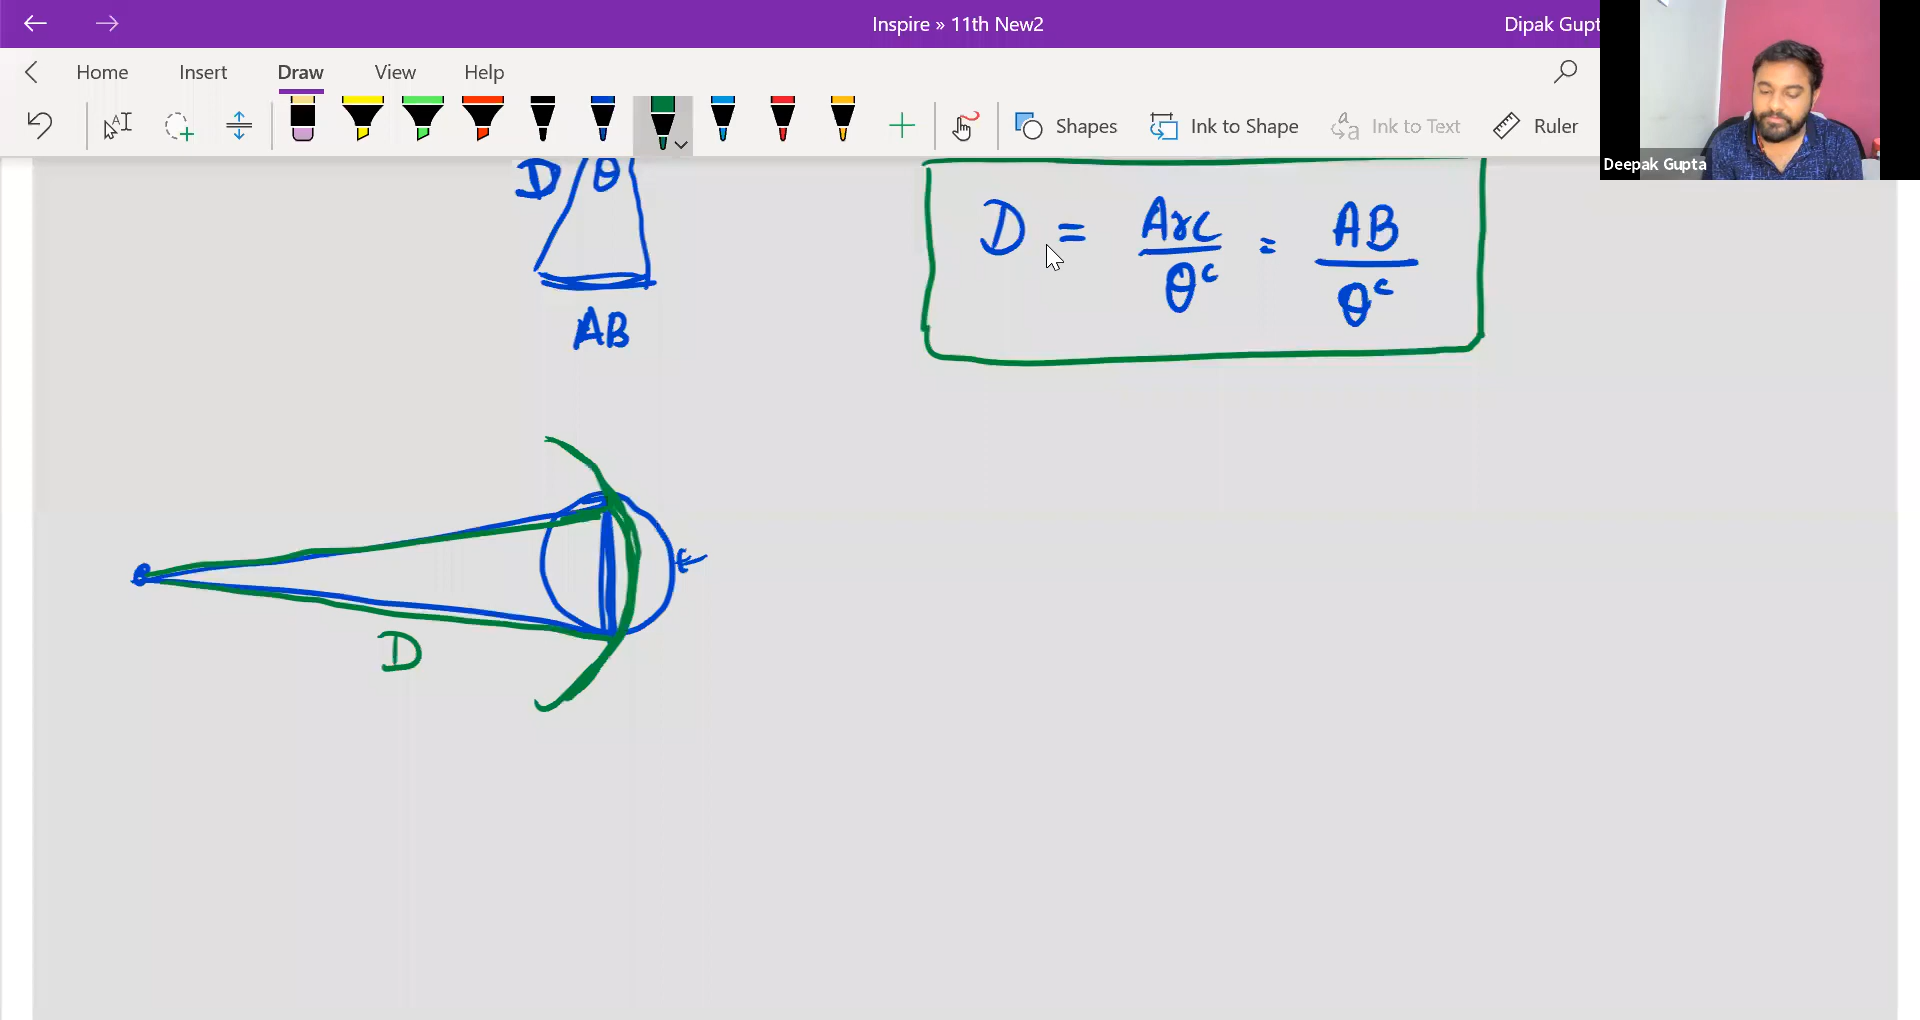 Inspire » 11th New2
Dipak Gupt
Home Insert Draw View Help
Shapes Ink to Shape Ink to Text Ruler
Deepak Gupta
D θ
AB
D = Arc/θᶜ = AB/θᶜ
D